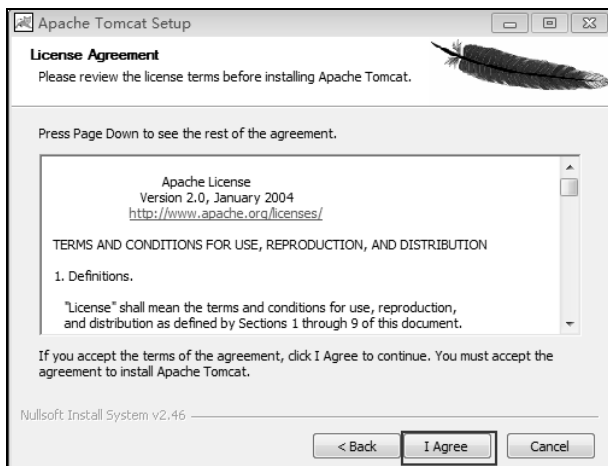 Apache Tomcat Setup
License Agreement
Please review the license terms before installing Apache Tomcat.
Press Page Down to see the rest of the agreement.
Apache License
Version 2.0, January 2004
http://www.apache.org/licenses/
TERMS AND CONDITIONS FOR USE, REPRODUCTION, AND DISTRIBUTION
1. Definitions.
"License" shall mean the terms and conditions for use, reproduction,
and distribution as defined by Sections 1 through 9 of this document.
If you accept the terms of the agreement, click I Agree to continue. You must accept the
agreement to install Apache Tomcat.
Nullsoft Install System v2.46
< Back I Agree Cancel